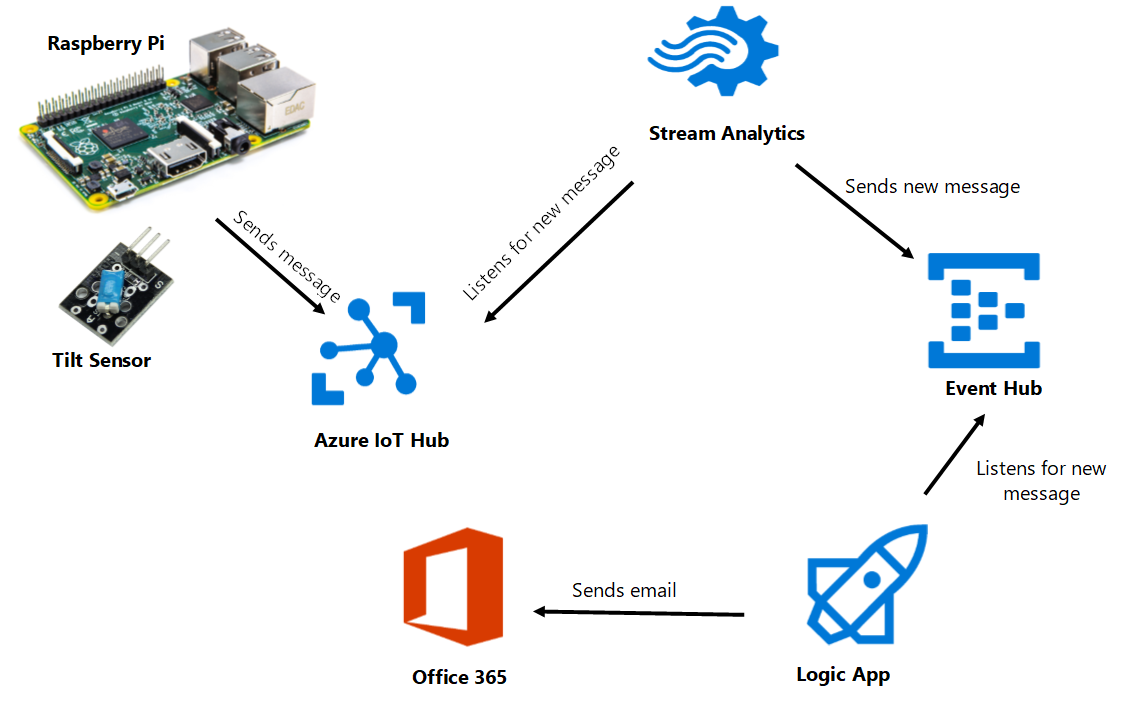 Raspberry Pi
EDAC
Stream Analytics
Sends new message
Sends message
Listens for new message
S
A
Tilt Sensor
Event Hub
Azure IoT Hub
Listens for new
message
Sends email
Office 365
Logic App